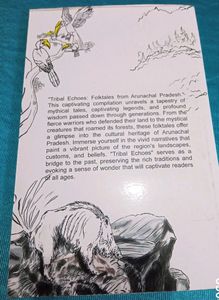 "Tribal Echoes: Folktales from Arunachal Pradesh."
This captivating compilation unravels a tapestry of
mythical tales, captivating legends, and profound
wisdom passed down through generations. From the
fierce warriors who defended their land to the mystical
creatures that roamed its forests, these folktales offer
a glimpse into the cultural heritage of Arunachal
Pradesh. Immerse yourself in the vivid narratives that
paint a vibrant picture of the region's landscapes,
customs, and beliefs. "Tribal Echoes" serves as a
bridge to the past, preserving the rich traditions and
evoking a sense of wonder that will captivate readers
of all ages.